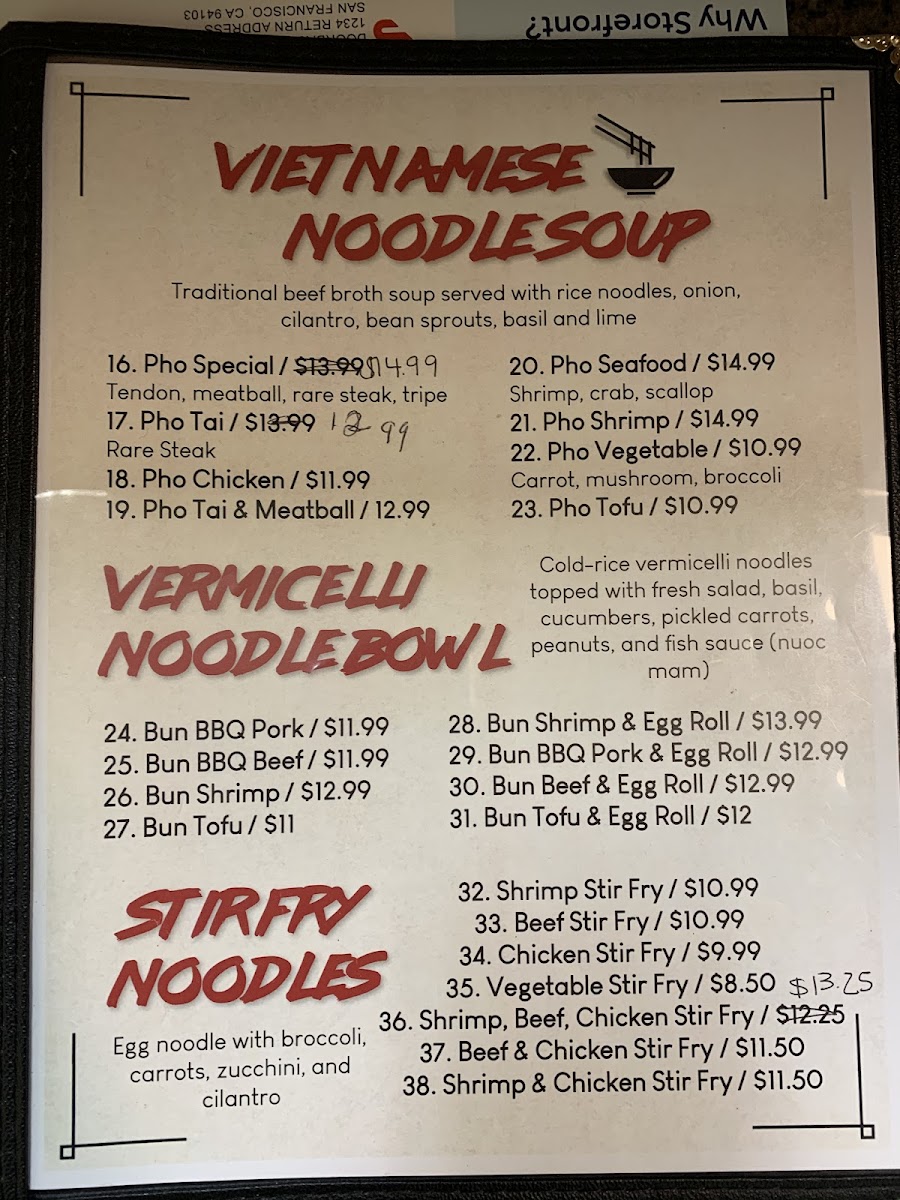 Why Storefront?
1234 RETURN ADDRESS
SAN FRANCISCO, CA 94103
VIETNAMESE
NOODLE SOUP
Traditional beef broth soup served with rice noodles, onion,
cilantro, bean sprouts, basil and lime
16. Pho Special / $13.99 $14.99
Tendon, meatball, rare steak, tripe
17. Pho Tai / $13.99 12 99
Rare Steak
18. Pho Chicken / $11.99
19. Pho Tai & Meatball / 12.99
20. Pho Seafood / $14.99
Shrimp, crab, scallop
21. Pho Shrimp / $14.99
22. Pho Vegetable / $10.99
Carrot, mushroom, broccoli
23. Pho Tofu / $10.99
VERMICELLI
NOODLE BOWL
Cold-rice vermicelli noodles
topped with fresh salad, basil,
cucumbers, pickled carrots,
peanuts, and fish sauce (nuoc
mam)
24. Bun BBQ Pork / $11.99
25. Bun BBQ Beef / $11.99
26. Bun Shrimp / $12.99
27. Bun Tofu / $11
28. Bun Shrimp & Egg Roll / $13.99
29. Bun BBQ Pork & Egg Roll / $12.99
30. Bun Beef & Egg Roll / $12.99
31. Bun Tofu & Egg Roll / $12
STIR FRY
NOODLES
Egg noodle with broccoli,
carrots, zucchini, and
cilantro
32. Shrimp Stir Fry / $10.99
33. Beef Stir Fry / $10.99
34. Chicken Stir Fry / $9.99
35. Vegetable Stir Fry / $8.50 $13.25
36. Shrimp, Beef, Chicken Stir Fry / $12.25
37. Beef & Chicken Stir Fry / $11.50
38. Shrimp & Chicken Stir Fry / $11.50